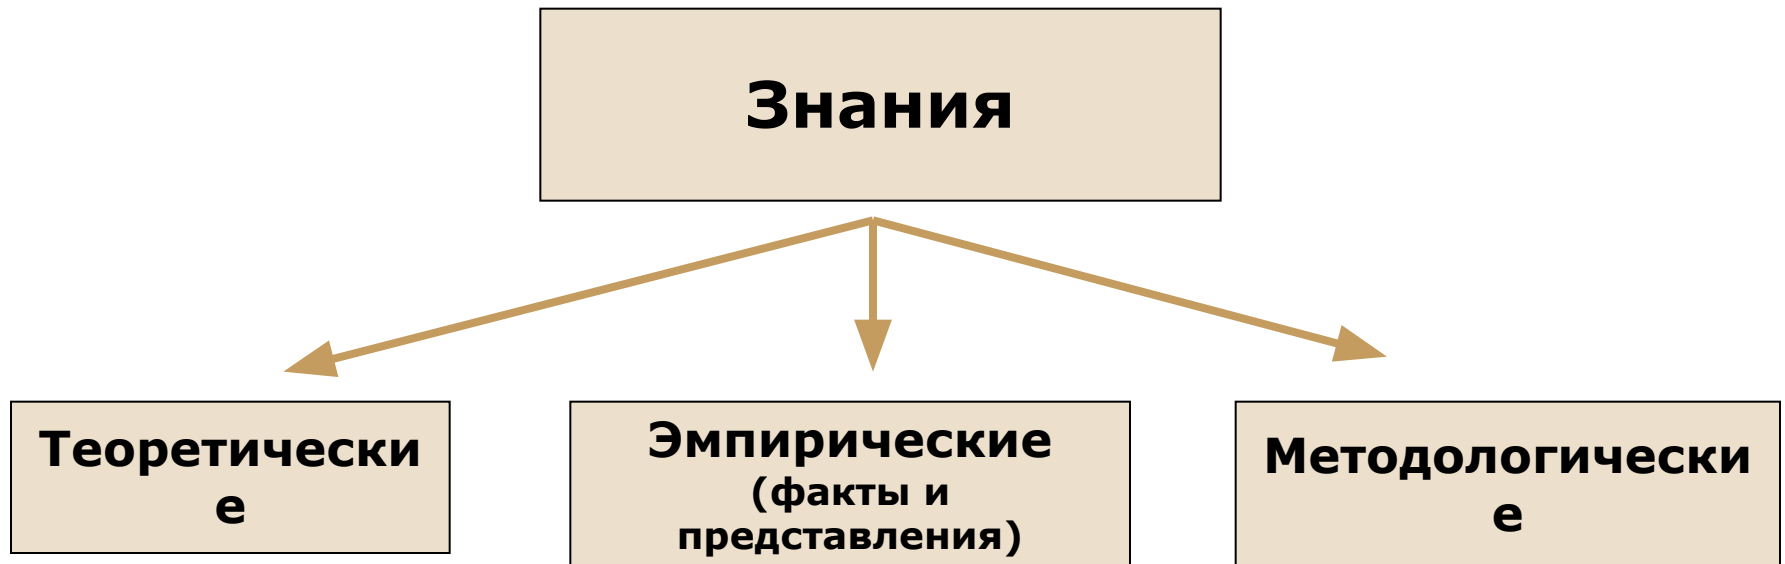 Знания
Теоретически
е
Эмпирические
(факты и
представления)
Методологически
е